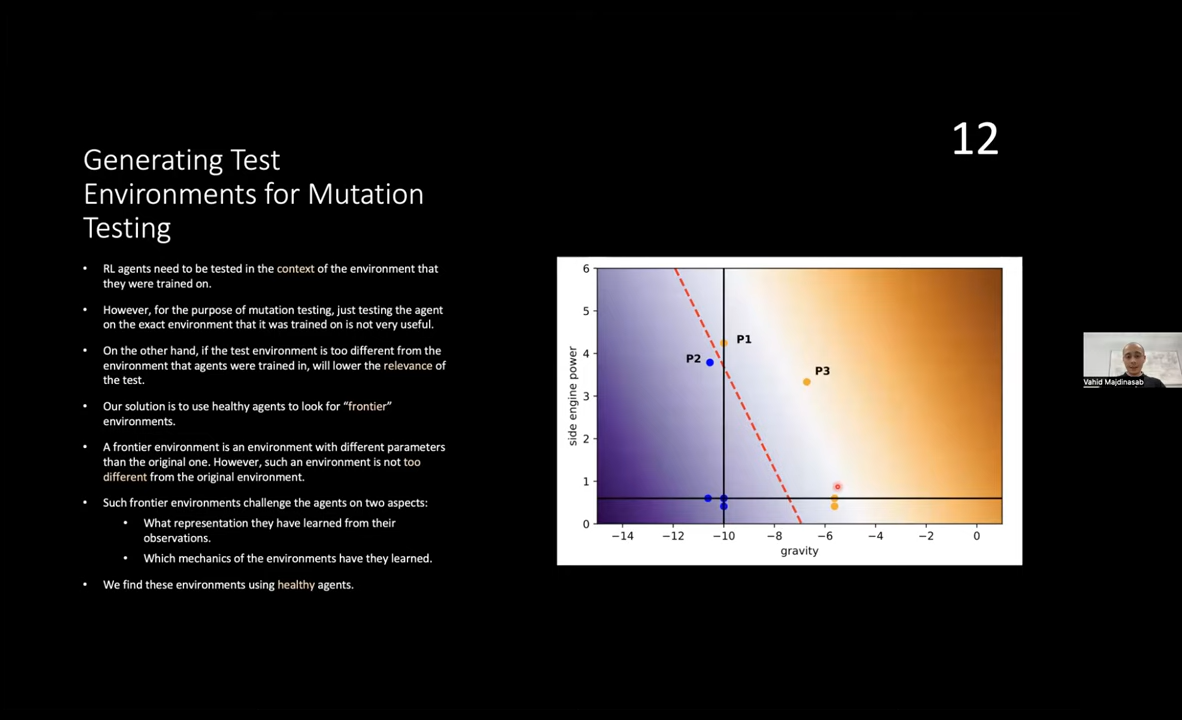 12
Generating Test
Environments for Mutation
Testing
• RL agents need to be tested in the context of the environment that
they were trained on.
• However, for the purpose of mutation testing, just testing the agent
on the exact environment that it was trained on is not very useful.
• On the other hand, if the test environment is too different from the
environment that agents were trained in, will lower the relevance of
the test.
• Our solution is to use healthy agents to look for “frontier”
environments.
• A frontier environment is an environment with different parameters
than the original one. However, such an environment is not too
different from the original environment.
• Such frontier environments challenge the agents on two aspects:
• What representation they have learned from their
observations.
• Which mechanics of the environments have they learned.
• We find these environments using healthy agents.
6
5
4
3
2
1
0
side engine power
P1
P2
P3
−14 −12 −10 −8 −6 −4 −2 0
gravity
Vahid Majdinasab